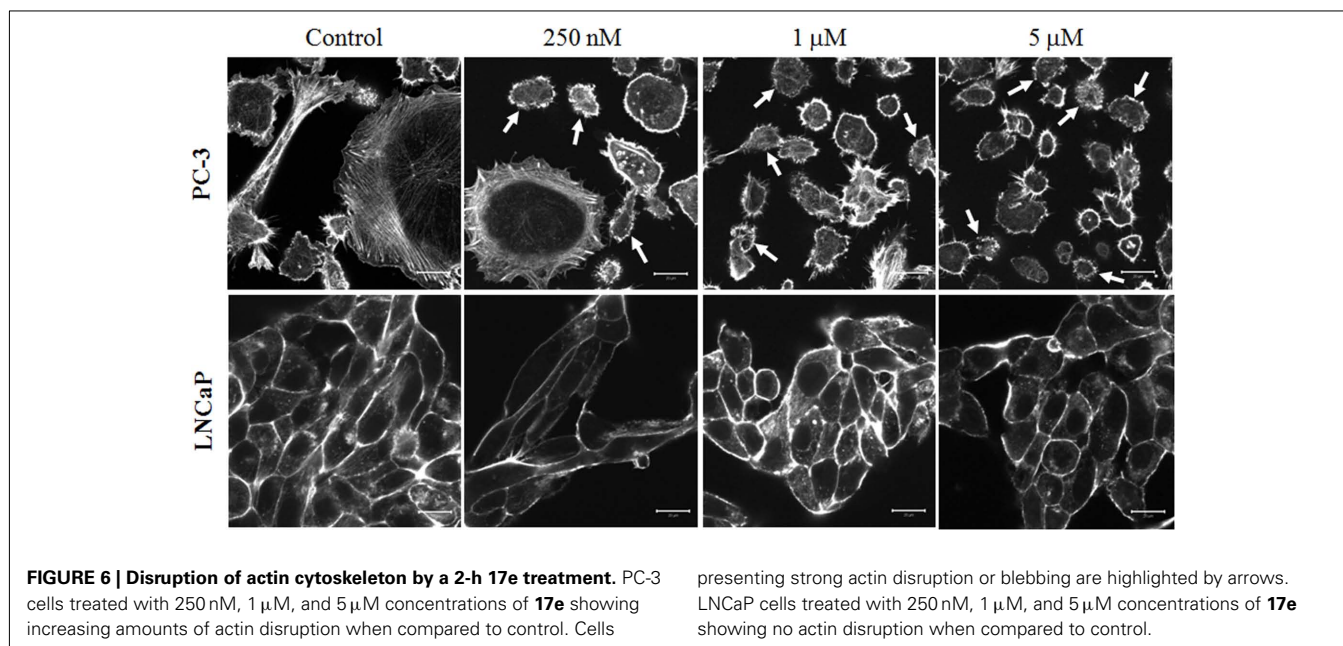 Control 250 nM 1 μM 5 μM
PC-3
LNCaP
FIGURE 6 | Disruption of actin cytoskeleton by a 2-h 17e treatment. PC-3
cells treated with 250 nM, 1 μM, and 5 μM concentrations of 17e showing
increasing amounts of actin disruption when compared to control. Cells
presenting strong actin disruption or blebbing are highlighted by arrows.
LNCaP cells treated with 250 nM, 1 μM, and 5 μM concentrations of 17e
showing no actin disruption when compared to control.